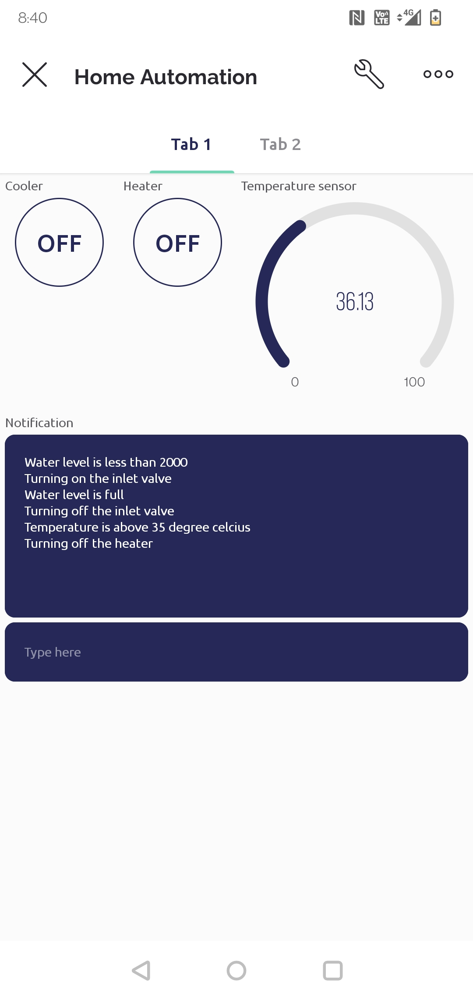 8:40
Vo))
LTE
4G
Home Automation
Tab 1
Tab 2
Cooler
Heater
Temperature sensor
OFF
OFF
36.13
0
100
Notification
Water level is less than 2000
Turning on the inlet valve
Water level is full
Turning off the inlet valve
Temperature is above 35 degree celcius
Turning off the heater
Type here